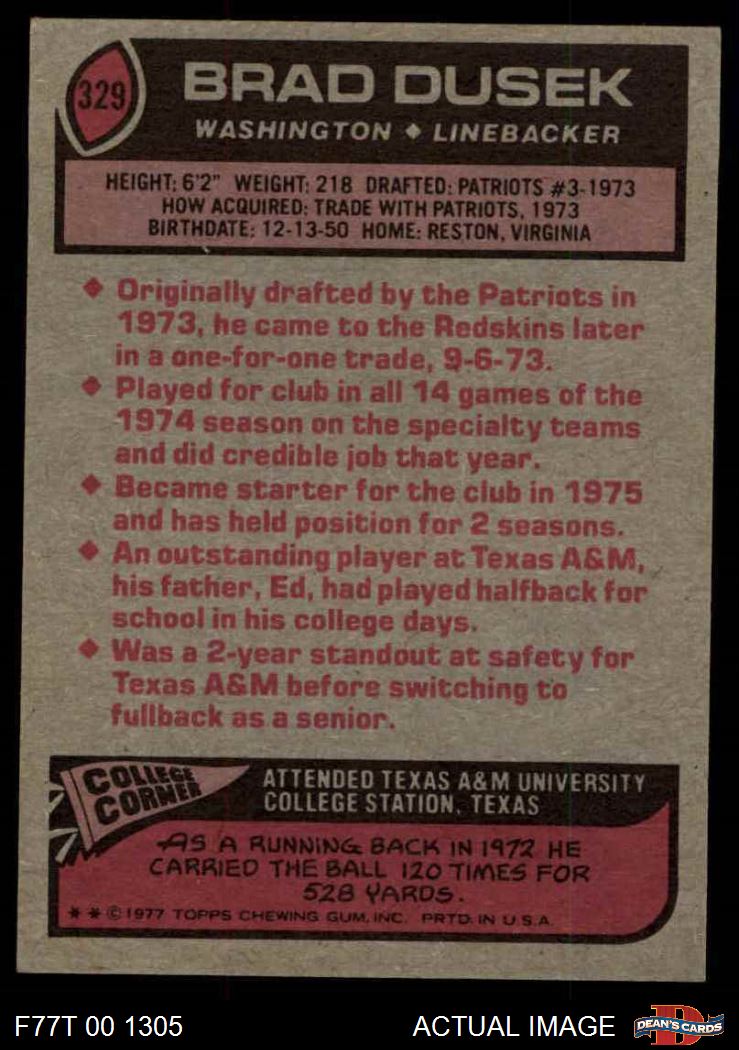 329
BRAD DUSEK
WASHINGTON ♦ LINEBACKER
HEIGHT: 6'2" WEIGHT: 218 DRAFTED: PATRIOTS #3-1973
HOW ACQUIRED: TRADE WITH PATRIOTS, 1973
BIRTHDATE: 12-13-50 HOME: RESTON, VIRGINIA
♦ Originally drafted by the Patriots in
1973, he came to the Redskins later
in a one-for-one trade, 9-6-73.
♦ Played for club in all 14 games of the
1974 season on the specialty teams
and did credible job that year.
♦ Became starter for the club in 1975
and has held position for 2 seasons.
♦ An outstanding player at Texas A&M,
his father, Ed, had played halfback for
school in his college days.
♦ Was a 2-year standout at safety for
Texas A&M before switching to
fullback as a senior.
COLLEGE
CORNER
ATTENDED TEXAS A&M UNIVERSITY
COLLEGE STATION, TEXAS
AS A RUNNING BACK IN 1972 HE
CARRIED THE BALL 120 TIMES FOR
528 YARDS.
* * © 1977 TOPPS CHEWING GUM, INC. PRTD. IN U.S.A.
F77T 00 1305
ACTUAL IMAGE
D
DEAN'S CARDS